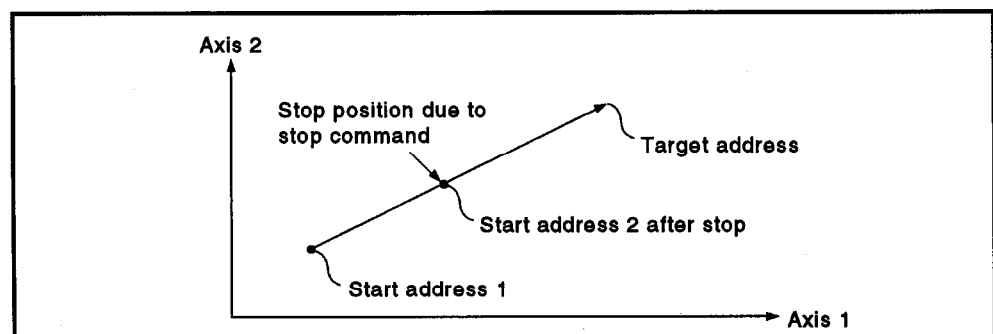 Axis 2
Stop position due to
stop command
Target address
Start address 2 after stop
Start address 1
Axis 1